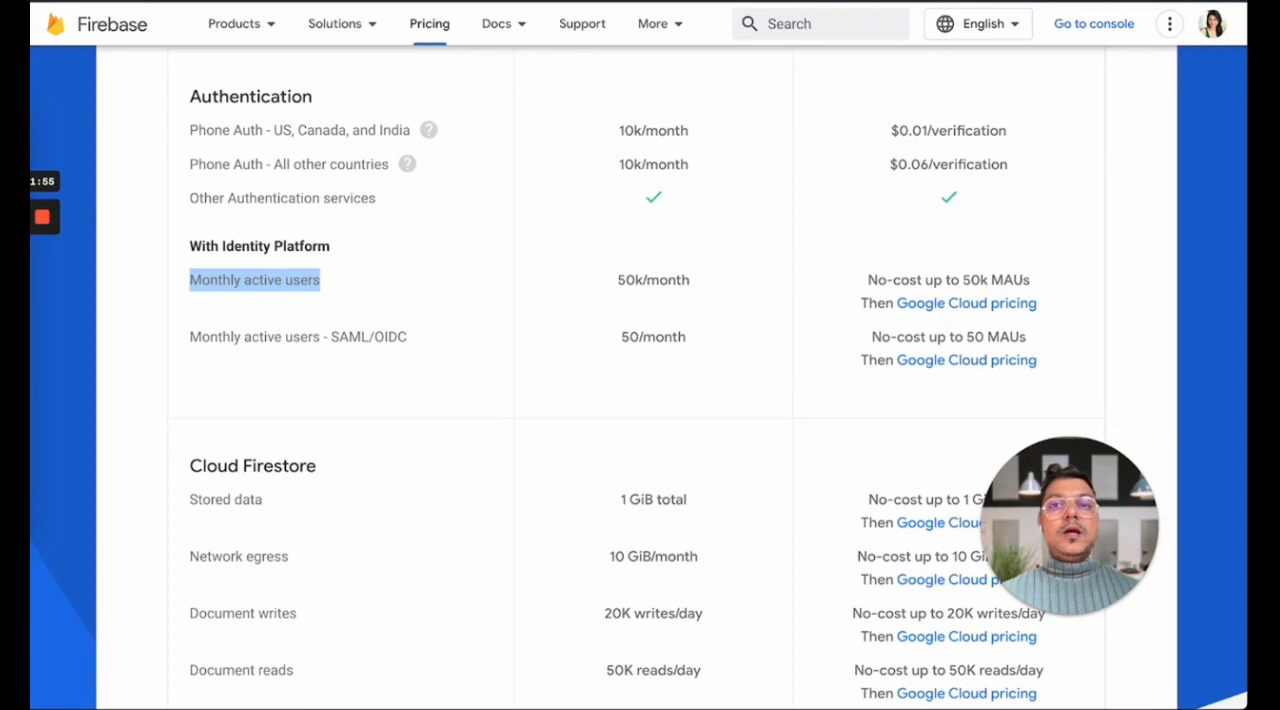 Firebase
Products
Solutions
Pricing
Docs
Support
More
Search
English
Go to console
Authentication
Phone Auth - US, Canada, and India ?
10k/month
$0.01/verification
Phone Auth - All other countries ?
10k/month
$0.06/verification
1:55
Other Authentication services
With Identity Platform
Monthly active users
50k/month
No-cost up to 50k MAUs
Then Google Cloud pricing
Monthly active users - SAML/OIDC
50/month
No-cost up to 50 MAUs
Then Google Cloud pricing
Cloud Firestore
Stored data
1 GiB total
No-cost up to 1 G
Then Google Clou
Network egress
10 GiB/month
No-cost up to 10 Gi
Then Google Cloud p
Document writes
20K writes/day
No-cost up to 20K writes/day
Then Google Cloud pricing
Document reads
50K reads/day
No-cost up to 50K reads/day
Then Google Cloud pricing